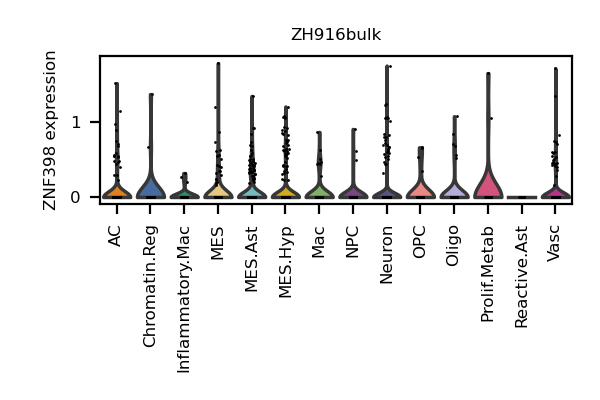 ZH916bulk
ZNF398 expression
1
0
AC
Chromatin.Reg
Inflammatory.Mac
MES
MES.Ast
MES.Hyp
Mac
NPC
Neuron
OPC
Oligo
Prolif.Metab
Reactive.Ast
Vasc